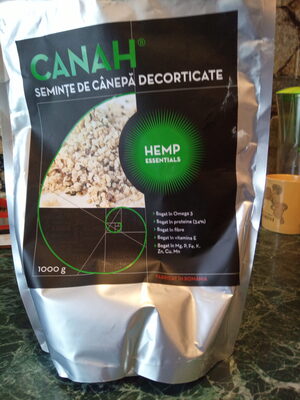 CANAH®
SEMINȚE DE CÂNEPĂ DECORTICATE
HEMP
ESSENTIALS
• Bogat în Omega 3
• Bogat în proteine (34%)
• Bogat în fibre
• Bogat în vitamina E
• Bogat în Mg, P, Fe, K,
Zn, Cu, Mn
1000 g
FABRICAT ÎN ROMÂNIA